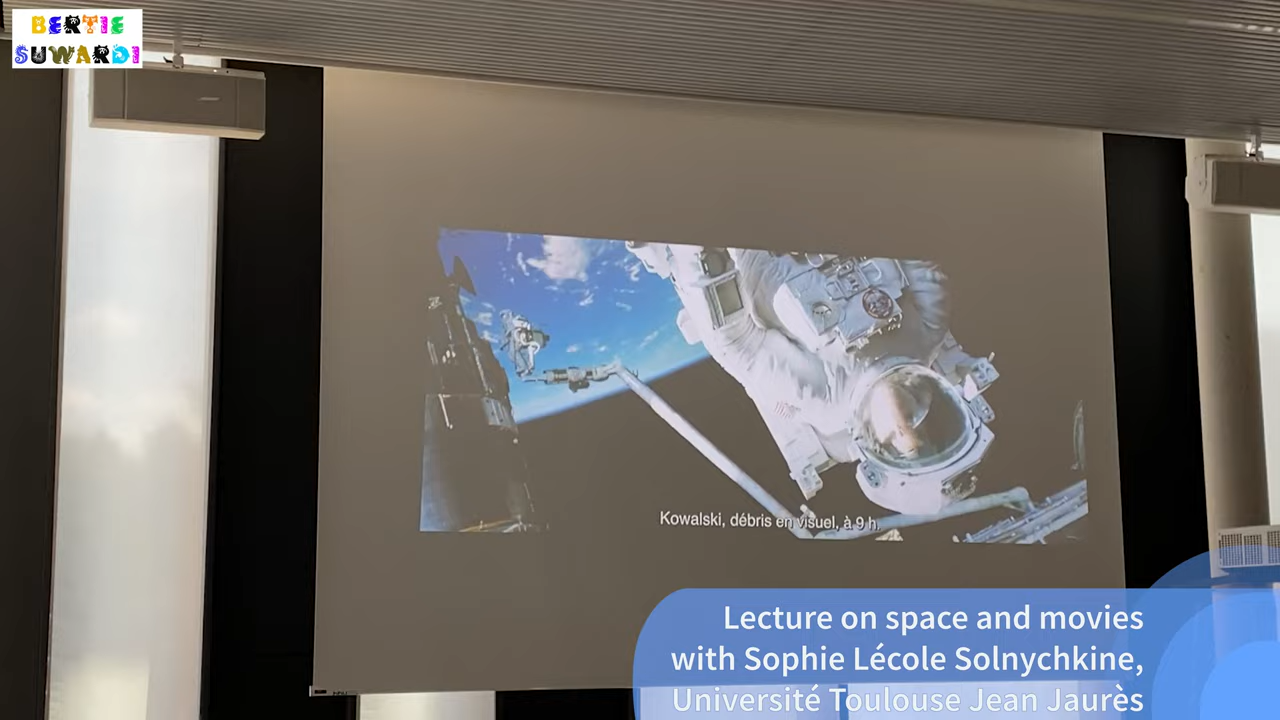 BERTIE
SUWARDI
Kowalski, débris en visuel, à 9 h.
Lecture on space and movies
with Sophie Lécole Solnychkine,
Université Toulouse Jean Jaurès